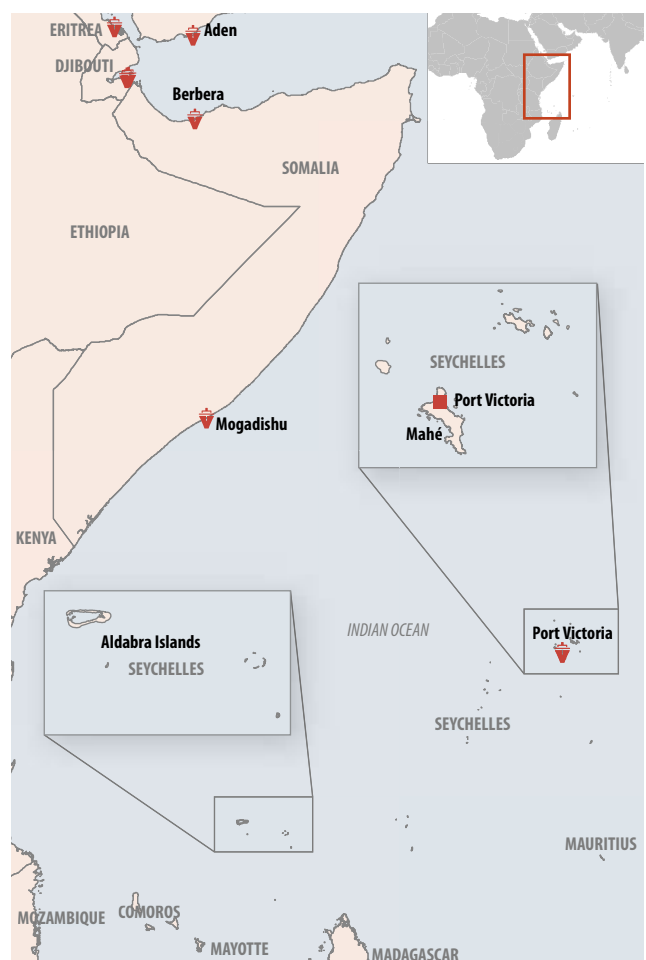 ERITREA
Aden
DJIBOUTI
Berbera
SOMALIA
ETHIOPIA
SEYCHELLES
Port Victoria
Mahé
Mogadishu
KENYA
Aldabra Islands
SEYCHELLES
INDIAN OCEAN
Port Victoria
SEYCHELLES
MAURITIUS
MOZAMBIQUE
COMOROS
MAYOTTE
MADAGASCAR